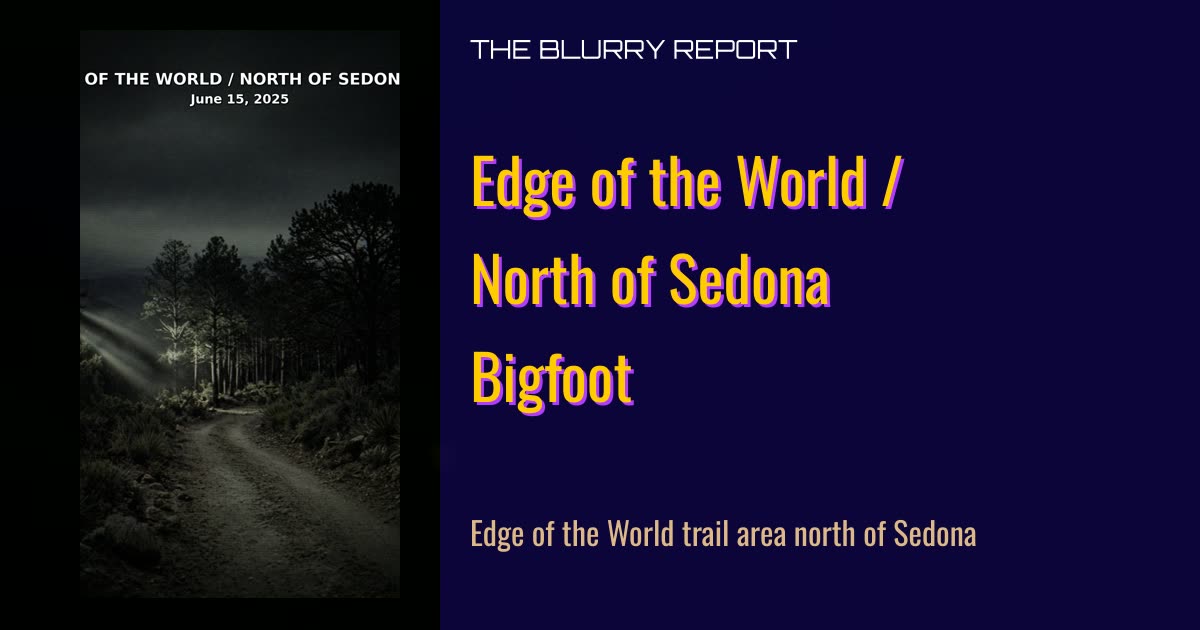 OF THE WORLD / NORTH OF SEDON
June 15, 2025
THE BLURRY REPORT
Edge of the World /
North of Sedona
Bigfoot
Edge of the World trail area north of Sedona